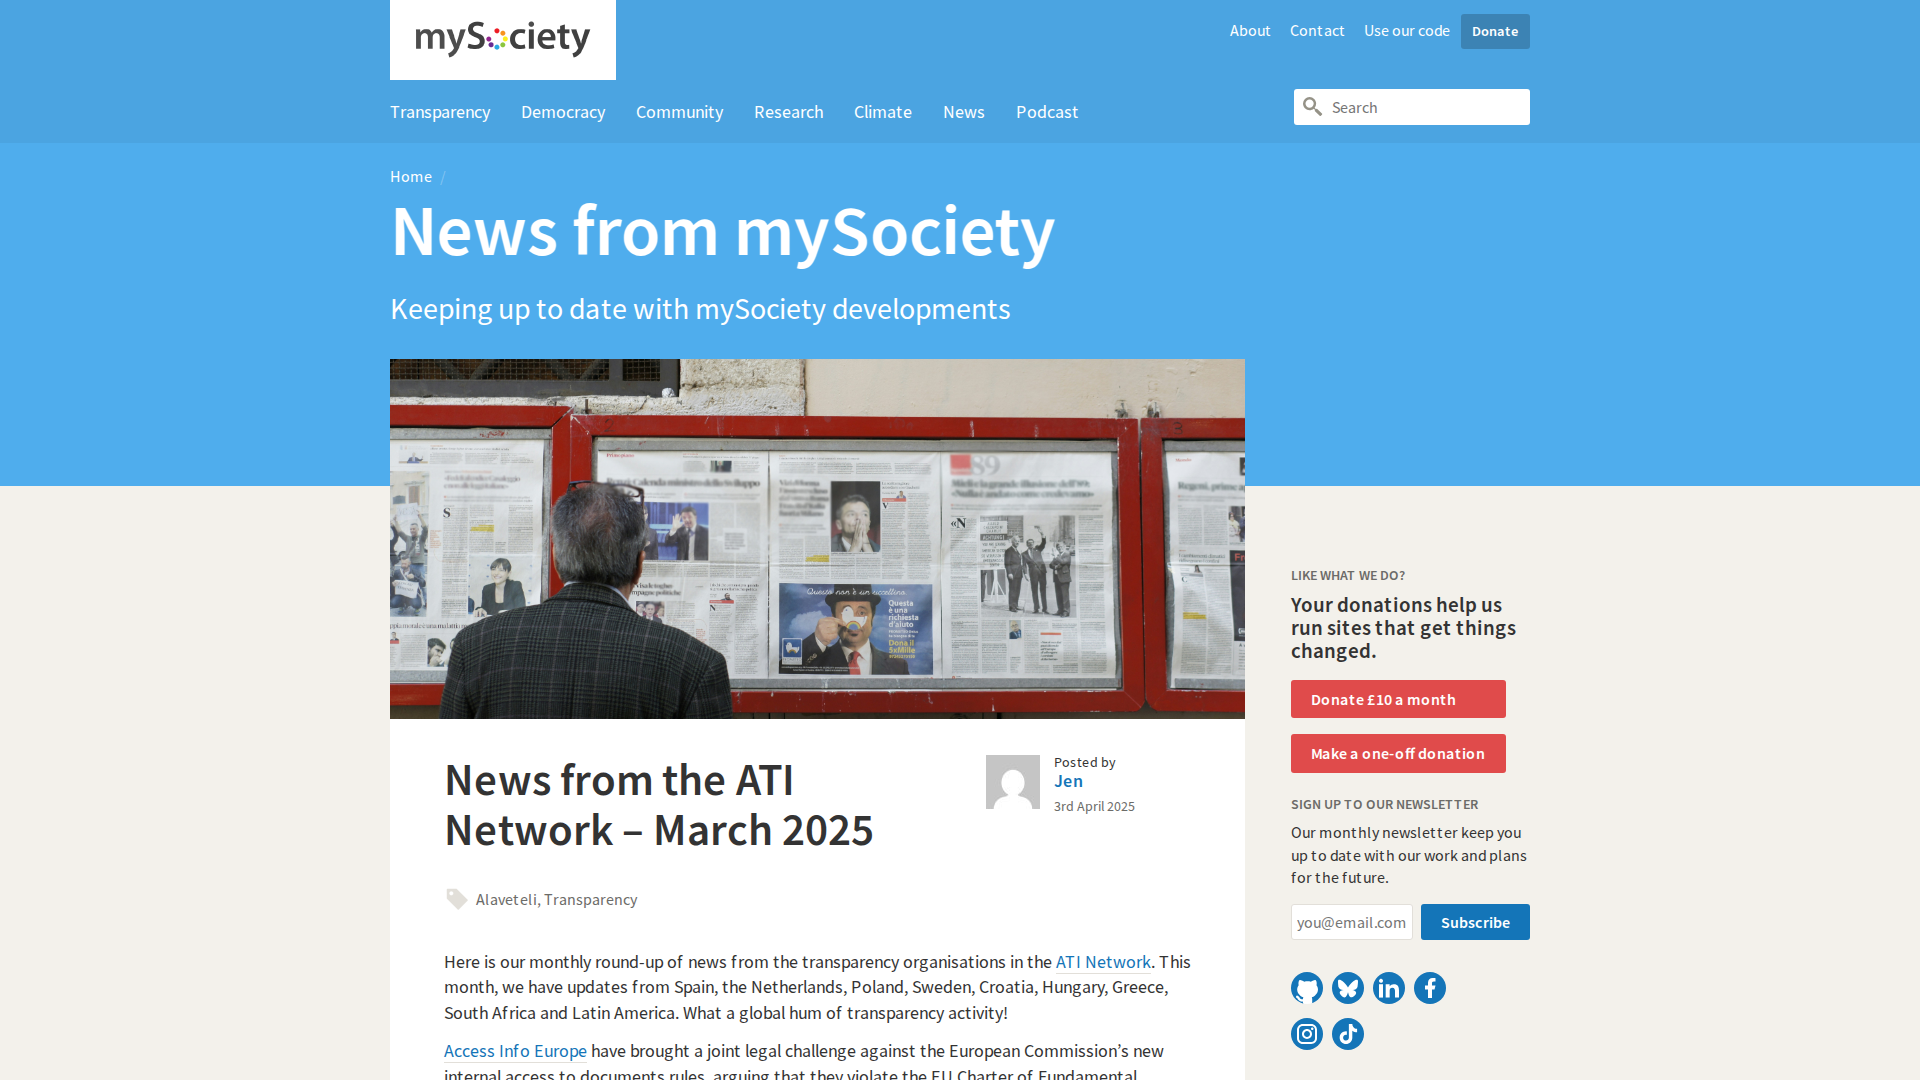 mySociety
About
Contact
Use our code
Donate
Transparency
Democracy
Community
Research
Climate
News
Podcast
Search
Home /
News from mySociety
Keeping up to date with mySociety developments
Questa
è una
richiesta
d'aiuto
Dona il
5xMille
News from the ATI
Network – March 2025
Posted by
Jen
3rd April 2025
Alaveteli, Transparency
Here is our monthly round-up of news from the transparency organisations in the ATI Network. This
month, we have updates from Spain, the Netherlands, Poland, Sweden, Croatia, Hungary, Greece,
South Africa and Latin America. What a global hum of transparency activity!
Access Info Europe have brought a joint legal challenge against the European Commission’s new
internal access to documents rules, arguing that they violate the EU Charter of Fundamental
LIKE WHAT WE DO?
Your donations help us
run sites that get things
changed.
Donate £10 a month
Make a one-off donation
SIGN UP TO OUR NEWSLETTER
Our monthly newsletter keep you
up to date with our work and plans
for the future.
you@email.com
Subscribe